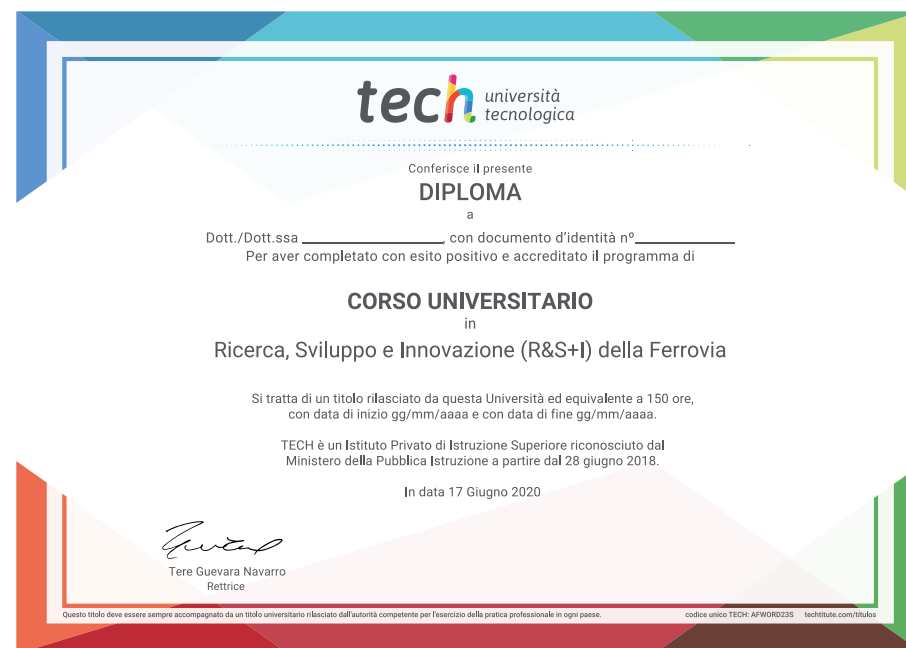 tech università
tecnologica
Conferisce il presente
DIPLOMA
a
Dott./Dott.ssa ____________________, con documento d'identità nº______________
Per aver completato con esito positivo e accreditato il programma di
CORSO UNIVERSITARIO
in
Ricerca, Sviluppo e Innovazione (R&S+I) della Ferrovia
Si tratta di un titolo rilasciato da questa Università ed equivalente a 150 ore,
con data di inizio gg/mm/aaaa e con data di fine gg/mm/aaaa.
TECH è un Istituto Privato di Istruzione Superiore riconosciuto dal
Ministero della Pubblica Istruzione a partire dal 28 giugno 2018.
In data 17 Giugno 2020
Tere Guevara Navarro
Rettrice
Questo titolo deve essere sempre accompagnato da un titolo universitario rilasciato dall'autorità competente per l'esercizio della pratica professionale in ogni paese. codice unico TECH: AFWORD23S techtitute.com/títulos